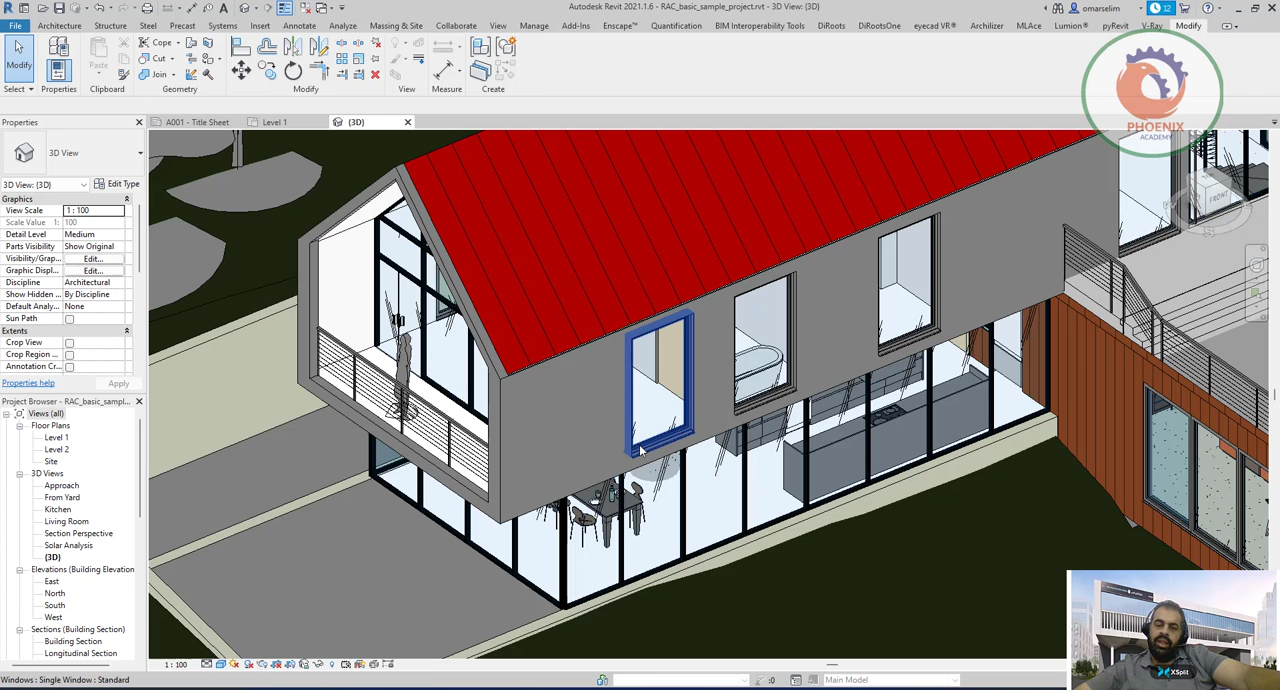 Autodesk Revit 2021.1.6 - RAC_basic_sample_project.rvt - 3D View: {3D}
omarselim
12
File
Architecture
Structure
Steel
Precast
Systems
Insert
Annotate
Analyze
Massing & Site
Collaborate
View
Manage
Add-Ins
Enscape™
Quantification
BIM Interoperability Tools
DiRoots
DiRootsOne
eyecad VR®
Archilizer
MLACe
Lumion®
pyRevit
V-Ray
Modify
Modify
Paste
Cope
Cut
Join
Select
Properties
Clipboard
Geometry
Modify
View
Measure
Create
PHOENIX
ACADEMY
Properties
A001 - Title Sheet
Level 1
{3D}
3D View
3D View: {3D}
Edit Type
Graphics
View Scale
1 : 100
Scale Value 1:
100
Detail Level
Medium
Parts Visibility
Show Original
Visibility/Grap...
Edit...
Graphic Displ...
Edit...
Discipline
Architectural
Show Hidden ...
By Discipline
Default Analy...
None
Sun Path
Extents
Crop View
Crop Region ...
Annotation Cr...
Properties help
Apply
Project Browser - RAC_basic_sampl...
Views (all)
Floor Plans
Level 1
Level 2
Site
3D Views
Approach
From Yard
Kitchen
Living Room
Section Perspective
Solar Analysis
{3D}
Elevations (Building Elevation
East
North
South
West
Sections (Building Section)
Building Section
Longitudinal Section
FRONT
1 : 100
Windows : Single Window : Standard
:0
Main Model
XSplit